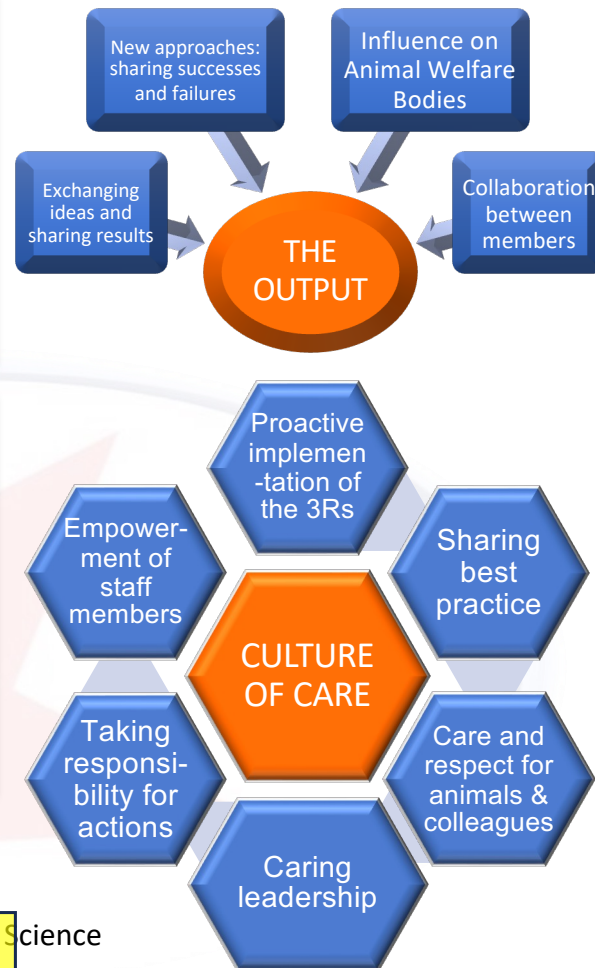 New approaches:
sharing successes
and failures
Influence on
Animal Welfare
Bodies
Exchanging
ideas and
sharing results
Collaboration
between
members
THE
OUTPUT
Proactive
implemen
-tation of
the 3Rs
Empower-
ment of
staff
members
Sharing
best
practice
CULTURE
OF CARE
Taking
responsi-
bility for
actions
Care and
respect for
animals &
colleagues
Caring
leadership
Science